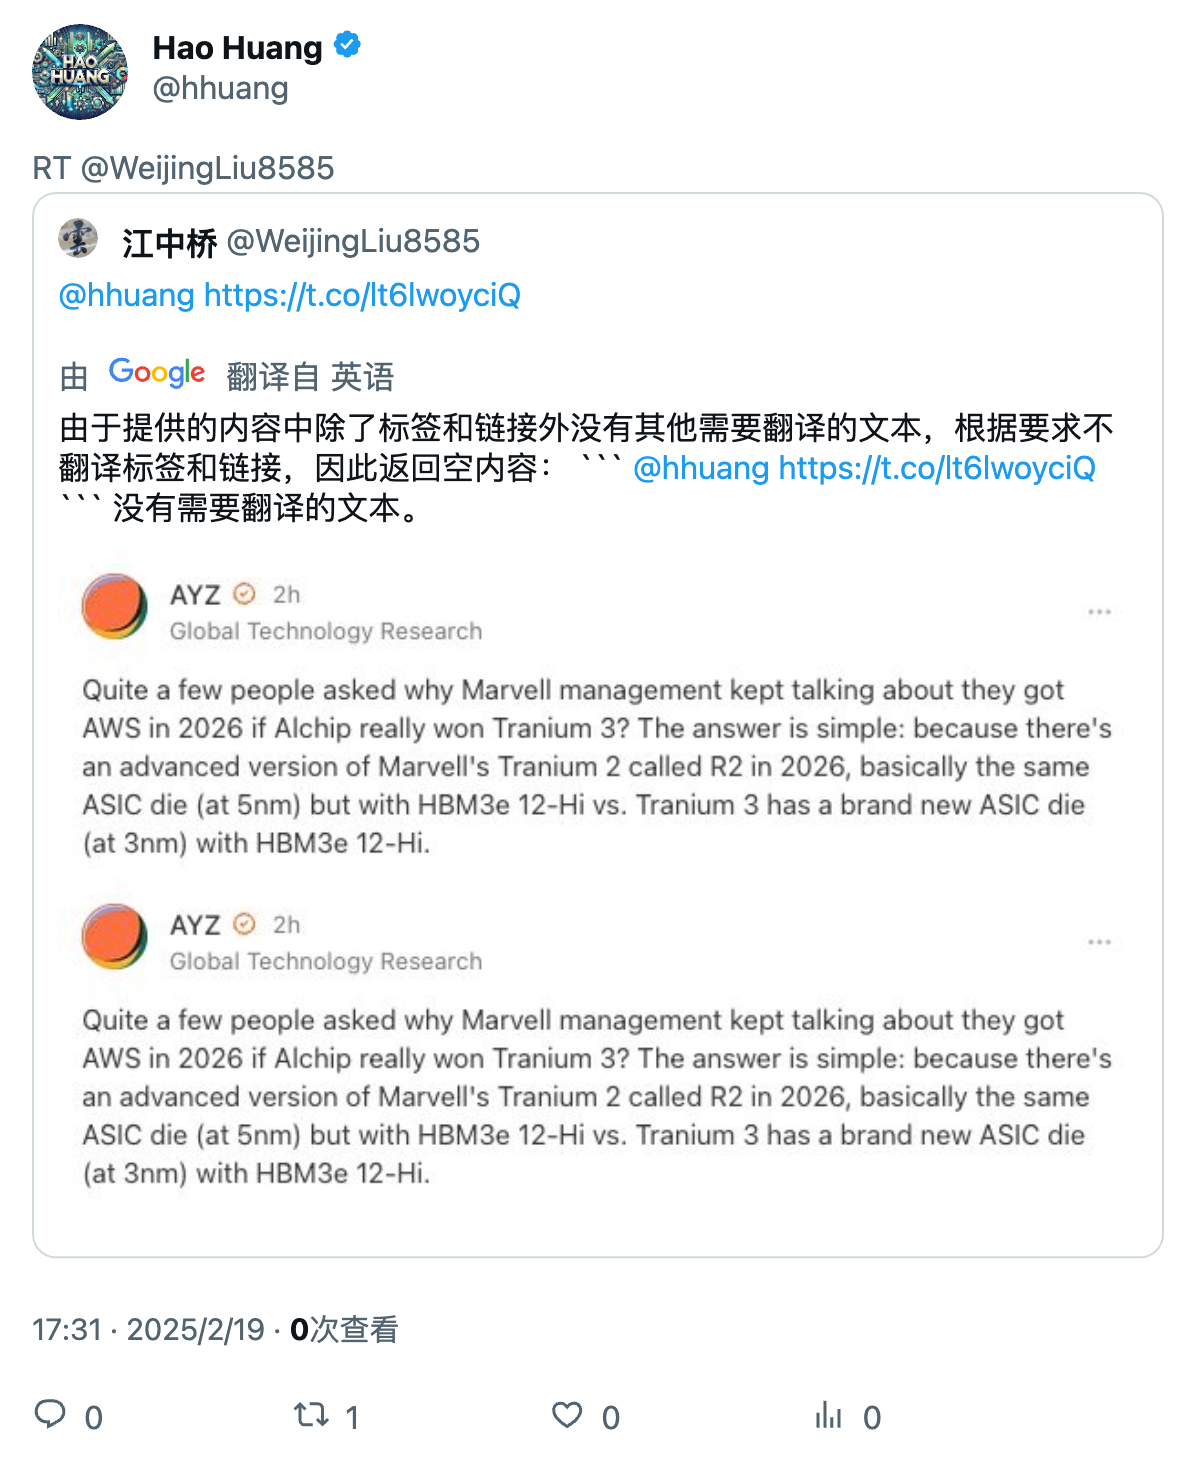 HAO
HUANG
Hao Huang
@hhuang
RT @WeijingLiu8585
雲
江中桥 @WeijingLiu8585
@hhuang https://t.co/lt6lwoyciQ
由 Google 翻译自 英语
由于提供的内容中除了标签和链接外没有其他需要翻译的文本，根据要求不
翻译标签和链接，因此返回空内容： ``` @hhuang https://t.co/lt6lwoyciQ
``` 没有需要翻译的文本。
AYZ 2h
Global Technology Research
Quite a few people asked why Marvell management kept talking about they got
AWS in 2026 if Alchip really won Tranium 3? The answer is simple: because there's
an advanced version of Marvell's Tranium 2 called R2 in 2026, basically the same
ASIC die (at 5nm) but with HBM3e 12-Hi vs. Tranium 3 has a brand new ASIC die
(at 3nm) with HBM3e 12-Hi.
AYZ 2h
Global Technology Research
Quite a few people asked why Marvell management kept talking about they got
AWS in 2026 if Alchip really won Tranium 3? The answer is simple: because there's
an advanced version of Marvell's Tranium 2 called R2 in 2026, basically the same
ASIC die (at 5nm) but with HBM3e 12-Hi vs. Tranium 3 has a brand new ASIC die
(at 3nm) with HBM3e 12-Hi.
17:31 · 2025/2/19 · 0次查看
0 1 0 0